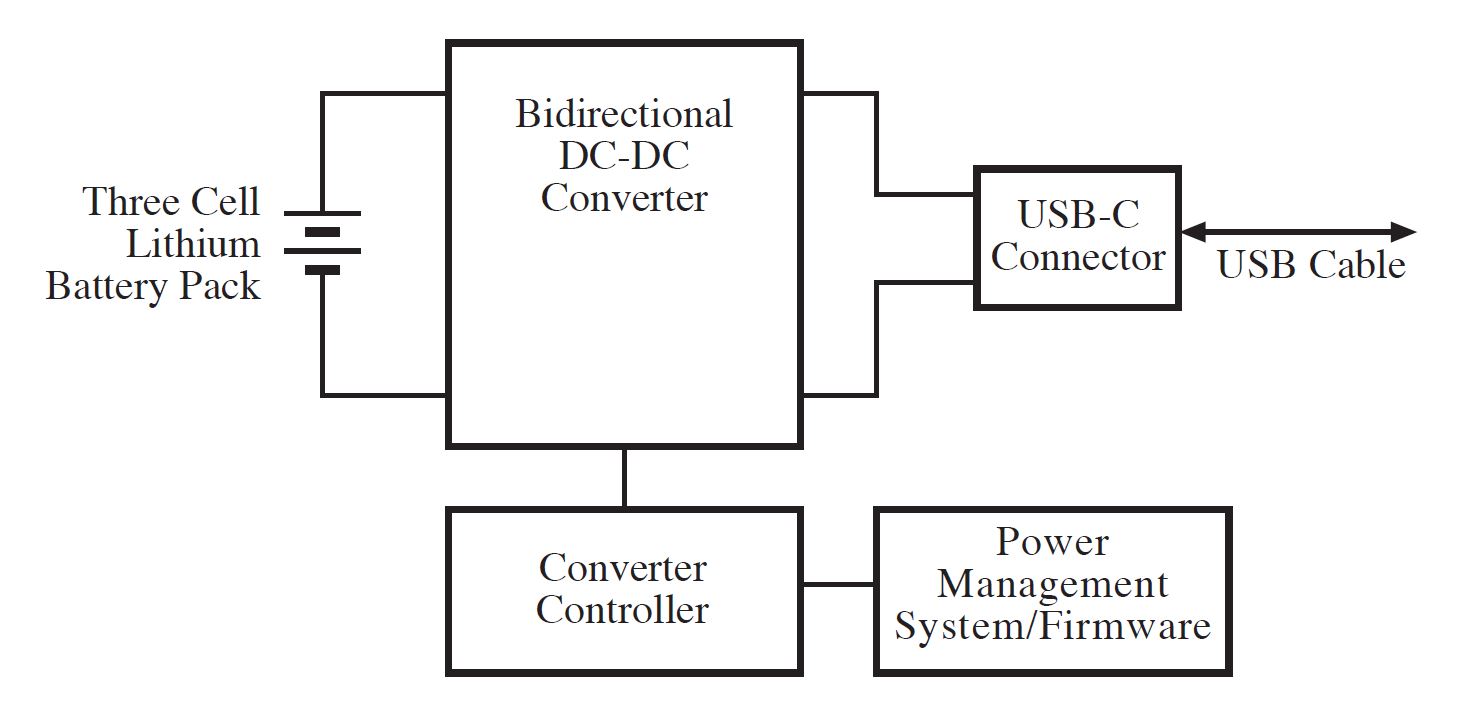 Bidirectional
DC-DC
Converter
Three Cell
Lithium
Battery Pack
USB-C
Connector
USB Cable
Converter
Controller
Power
Management
System/Firmware